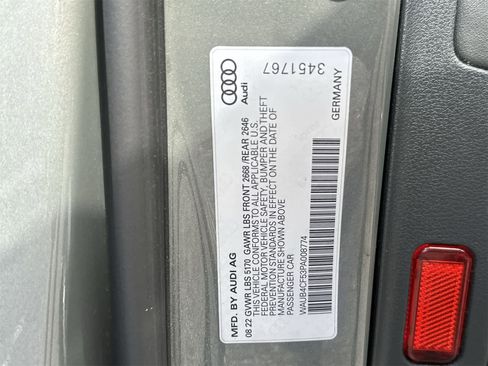 MFD. BY AUDI AG
08.22 GVWR LBS 5170 GAWR LBS FRONT 2668 /REAR 2646
THIS VEHICLE CONFORMS TO ALL APPLICABLE U.S.
FEDERAL MOTOR VEHICLE SAFETY, BUMPER AND THEFT
PREVENTION STANDARDS IN EFFECT ON THE DATE OF
MANUFACTURE SHOWN ABOVE
PASSENGER CAR
WAUB4CF53PA008774
GERMANY
Audi
3451767